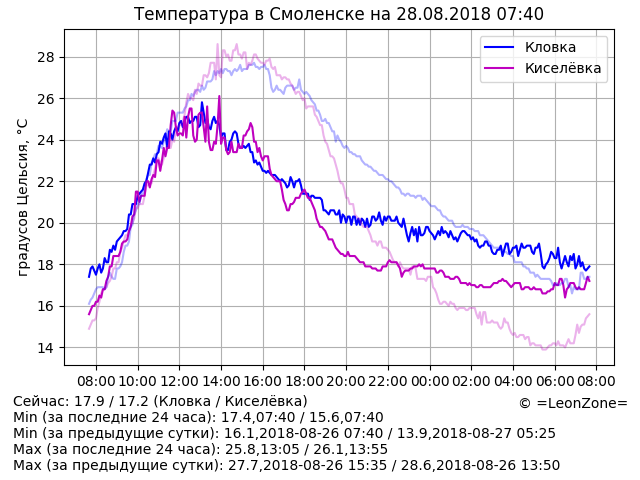 Температура в Смоленске на 28.08.2018 07:40
Кловка
Киселёвка
градусов Цельсия, °C
28
26
24
22
20
18
16
14
08:00 10:00 12:00 14:00 16:00 18:00 20:00 22:00 00:00 02:00 04:00 06:00 08:00
Сейчас: 17.9 / 17.2 (Кловка / Киселёвка)
© =LeonZone=
Min (за последние 24 часа): 17.4,07:40 / 15.6,07:40
Min (за предыдущие сутки): 16.1,2018-08-26 07:40 / 13.9,2018-08-27 05:25
Max (за последние 24 часа): 25.8,13:05 / 26.1,13:55
Max (за предыдущие сутки): 27.7,2018-08-26 15:35 / 28.6,2018-08-26 13:50